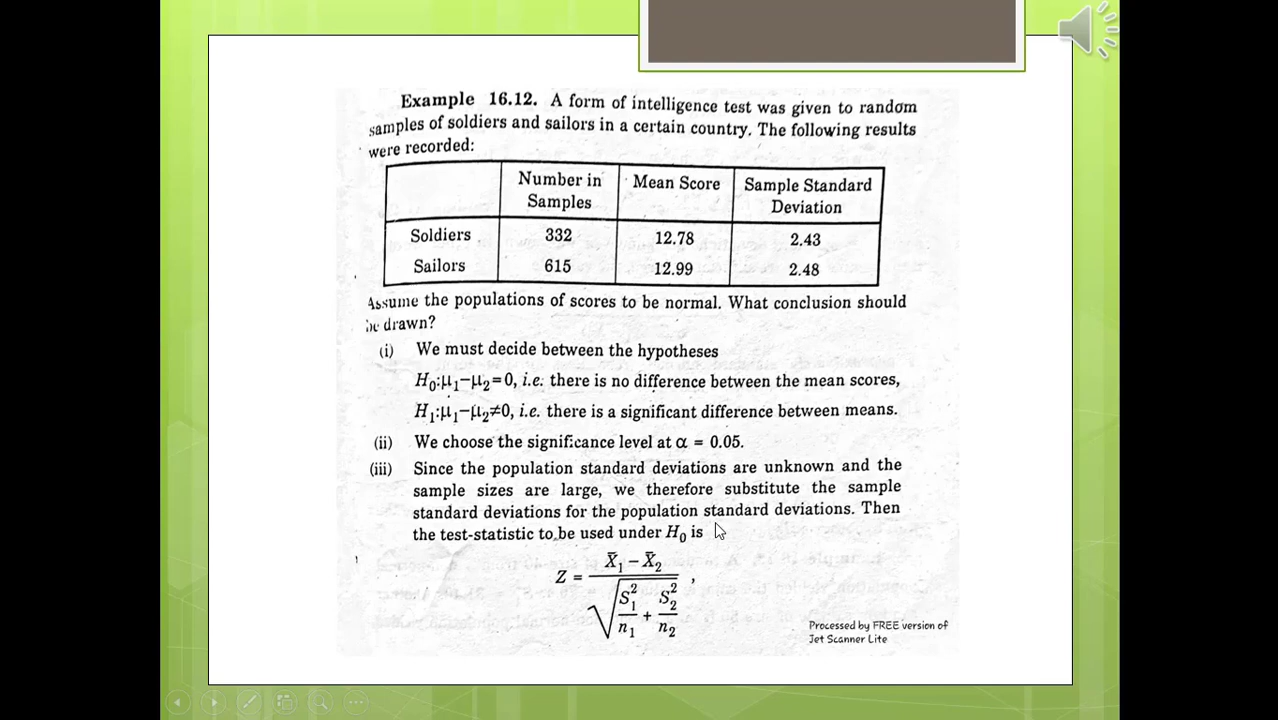 Example 16.12. A form of intelligence test was given to random
samples of soldiers and sailors in a certain country. The following results
were recorded:
Number in Samples Mean Score Sample Standard Deviation
Soldiers 332 12.78 2.43
Sailors 615 12.99 2.48
Assume the populations of scores to be normal. What conclusion should
be drawn?
(i) We must decide between the hypotheses
H₀:μ₁−μ₂=0, i.e. there is no difference between the mean scores,
H₁:μ₁−μ₂≠0, i.e. there is a significant difference between means.
(ii) We choose the significance level at α = 0.05.
(iii) Since the population standard deviations are unknown and the
sample sizes are large, we therefore substitute the sample
standard deviations for the population standard deviations. Then
the test-statistic to be used under H₀ is
Z = (X̄₁ − X̄₂) / √(S₁²/n₁ + S₂²/n₂) ,
Processed by FREE version of
Jet Scanner Lite